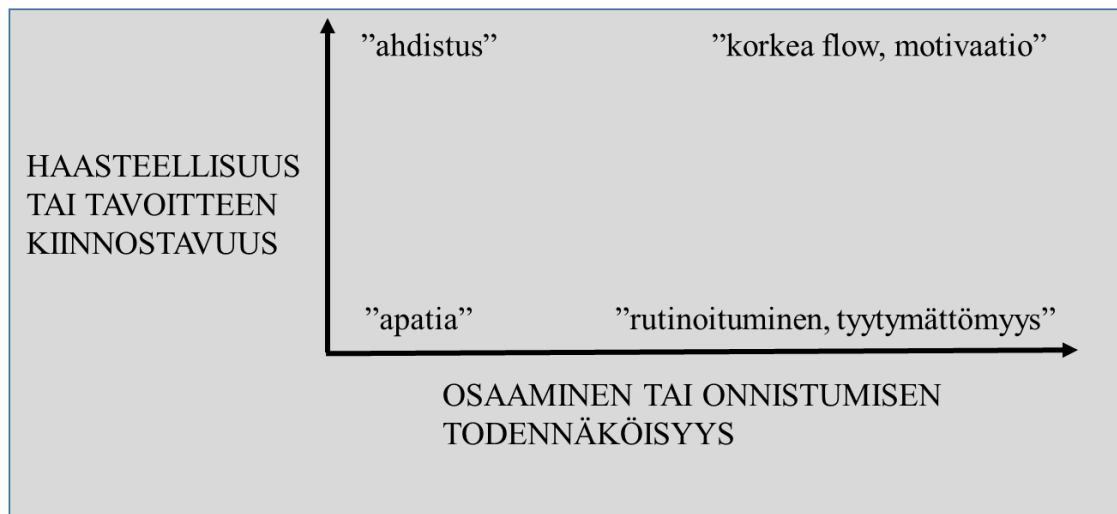 ”ahdistus”
”korkea flow, motivaatio”
HAASTEELLISUUS
TAI TAVOITTEEN
KIINNOSTAVUUS
”apatia”
”rutinoituminen, tyytymättömyys”
OSAAMINEN TAI ONNISTUMISEN
TODENNÄKÖISYYS